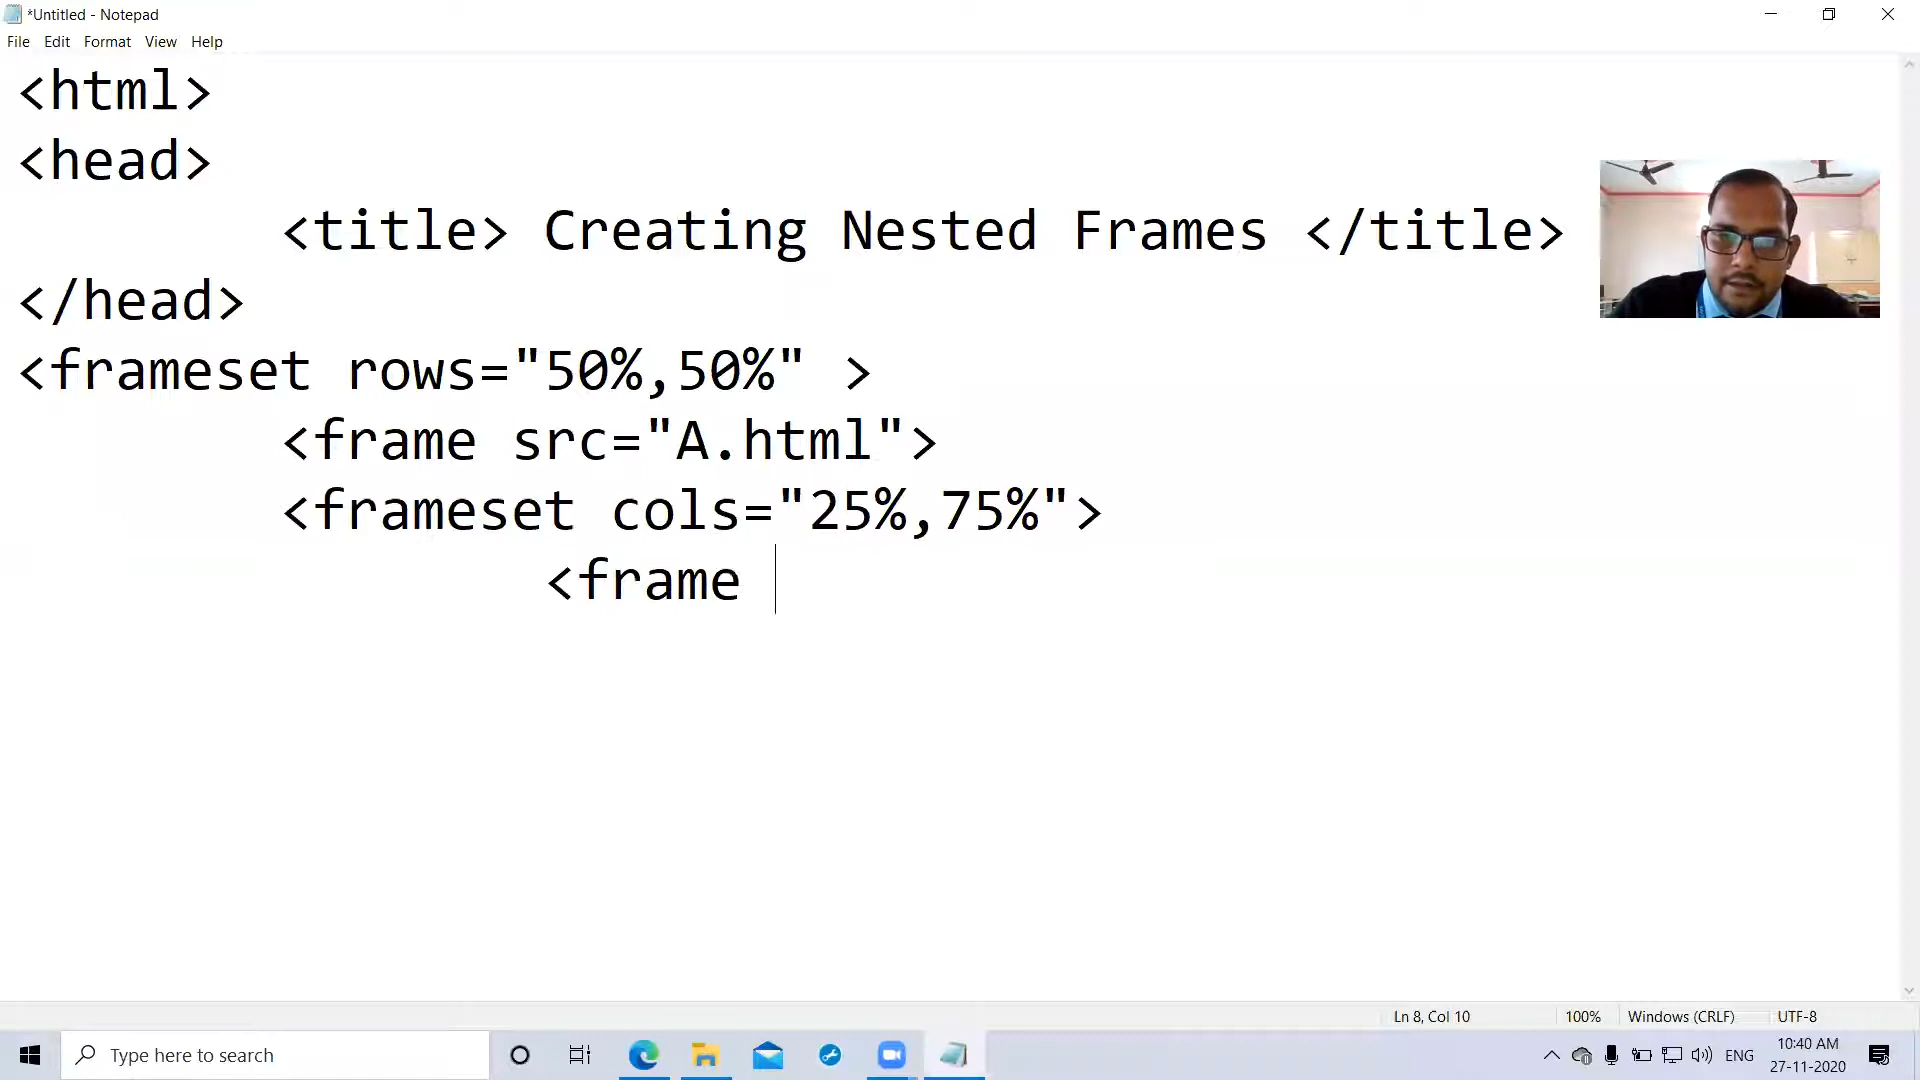 *Untitled - Notepad
File Edit Format View Help
<html>
<head>
<title> Creating Nested Frames </title>
</head>
<frameset rows="50%,50%" >
<frame src="A.html">
<frameset cols="25%,75%">
<frame
Ln 8, Col 10 100% Windows (CRLF) UTF-8
Type here to search
ENG
10:40 AM
27-11-2020